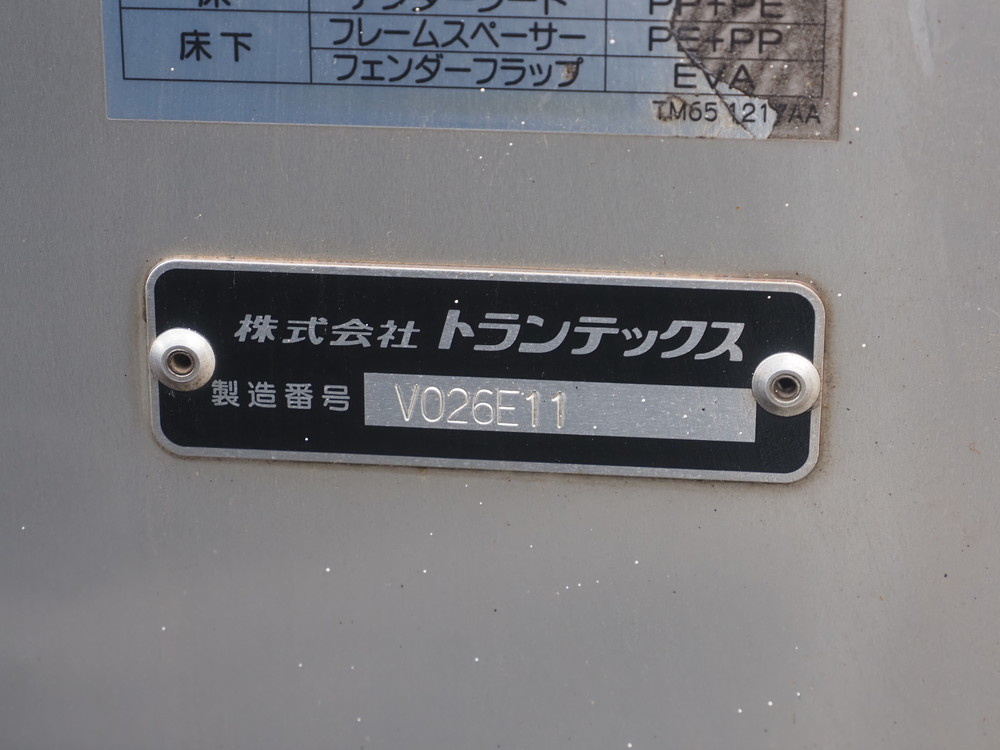 床下 フレームスペーサー PE+PP
フェンダーフラップ EVA
株式会社 トランテックス
製造番号 V026E11